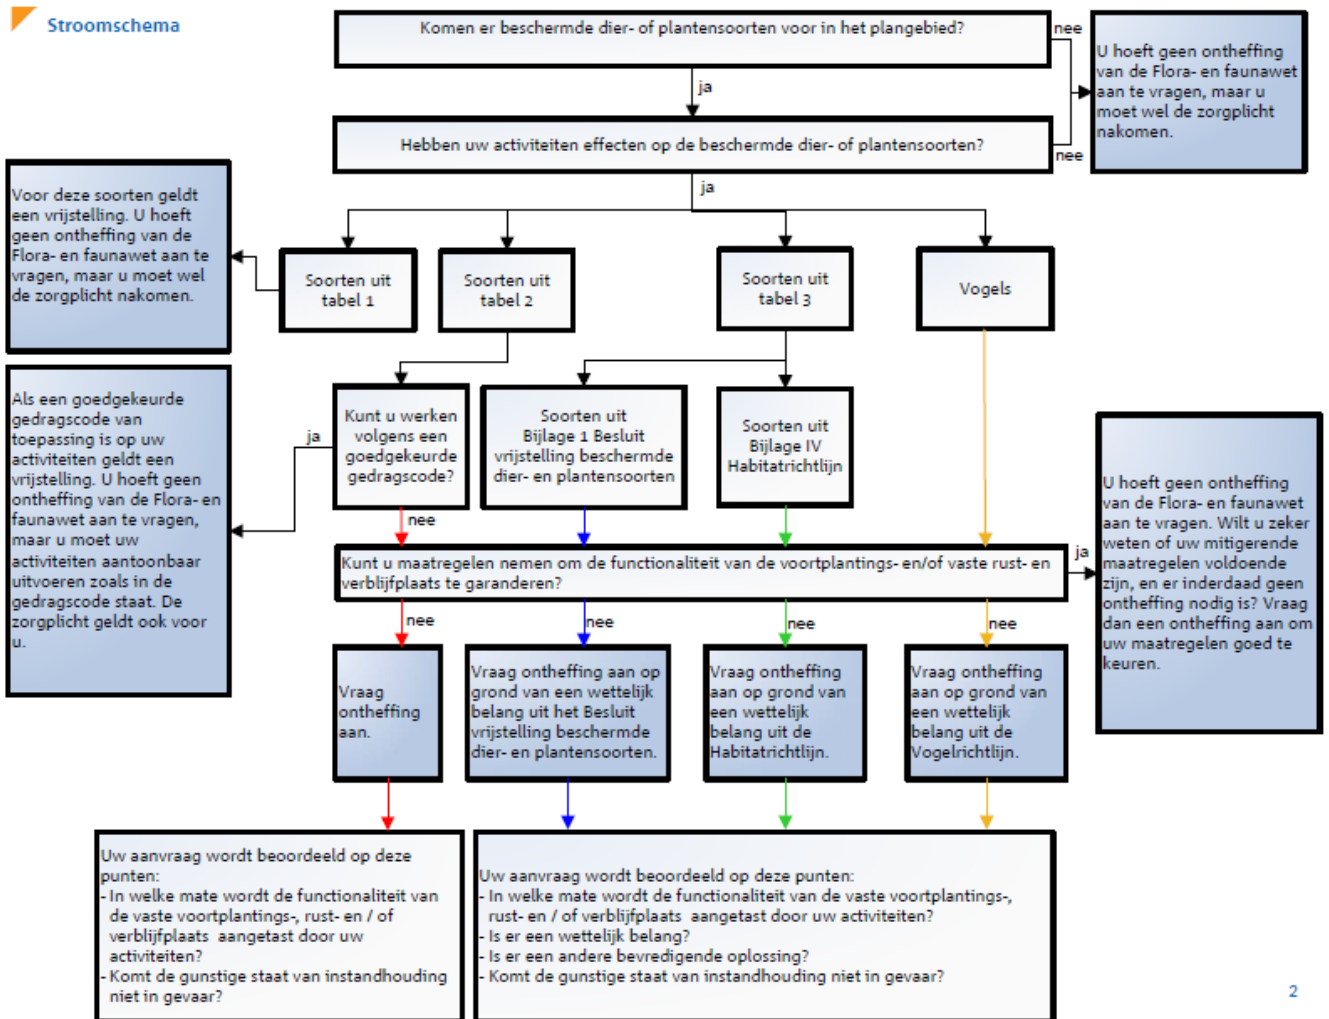 Stroomschema
Komen er beschermde dier- of plantensoorten voor in het plangebied?
nee
U hoeft geen ontheffing
van de Flora- en faunawet
aan te vragen, maar u
moet wel de zorgplicht
nakomen.
ja
Hebben uw activiteiten effecten op de beschermde dier- of plantensoorten?
nee
ja
Voor deze soorten geldt
een vrijstelling. U hoeft
geen ontheffing van de
Flora- en faunawet aan te
vragen, maar u moet wel
de zorgplicht nakomen.
Soorten uit
tabel 1
Soorten uit
tabel 2
Soorten uit
tabel 3
Vogels
Als een goedgekeurde
gedragscode van
toepassing is op uw
activiteiten geldt een
vrijstelling. U hoeft geen
ontheffing van de Flora- en
faunawet aan te vragen,
maar u moet uw
activiteiten aantoonbaar
uitvoeren zoals in de
gedragscode staat. De
zorgplicht geldt ook voor
u.
ja
Kunt u werken
volgens een
goedgekeurde
gedragscode?
Soorten uit
Bijlage 1 Besluit
vrijstelling beschermde
dier- en plantensoorten
Soorten uit
Bijlage IV
Habitatrichtlijn
nee
Kunt u maatregelen nemen om de functionaliteit van de voortplantings- en/of vaste rust- en
verblijfplaats te garanderen?
ja
U hoeft geen ontheffing
van de Flora- en faunawet
aan te vragen. Wilt u zeker
weten of uw mitigerende
maatregelen voldoende
zijn, en er inderdaad geen
ontheffing nodig is? Vraag
dan een ontheffing aan om
uw maatregelen goed te
keuren.
nee
nee
nee
nee
Vraag
ontheffing
aan.
Vraag ontheffing aan op
grond van een wettelijk
belang uit het Besluit
vrijstelling beschermde
dier- en plantensoorten.
Vraag ontheffing
aan op grond van
een wettelijk
belang uit de
Habitatrichtlijn.
Vraag ontheffing
aan op grond van
een wettelijk
belang uit de
Vogelrichtlijn.
Uw aanvraag wordt beoordeeld op deze
punten:
- In welke mate wordt de functionaliteit van
de vaste voortplantings-, rust- en / of
verblijfplaats aangetast door uw
activiteiten?
- Komt de gunstige staat van instandhouding
niet in gevaar?
Uw aanvraag wordt beoordeeld op deze punten:
- In welke mate wordt de functionaliteit van de vaste voortplantings-,
rust- en / of verblijfplaats aangetast door uw activiteiten?
- Is er een wettelijk belang?
- Is er een andere bevredigende oplossing?
- Komt de gunstige staat van instandhouding niet in gevaar?
2